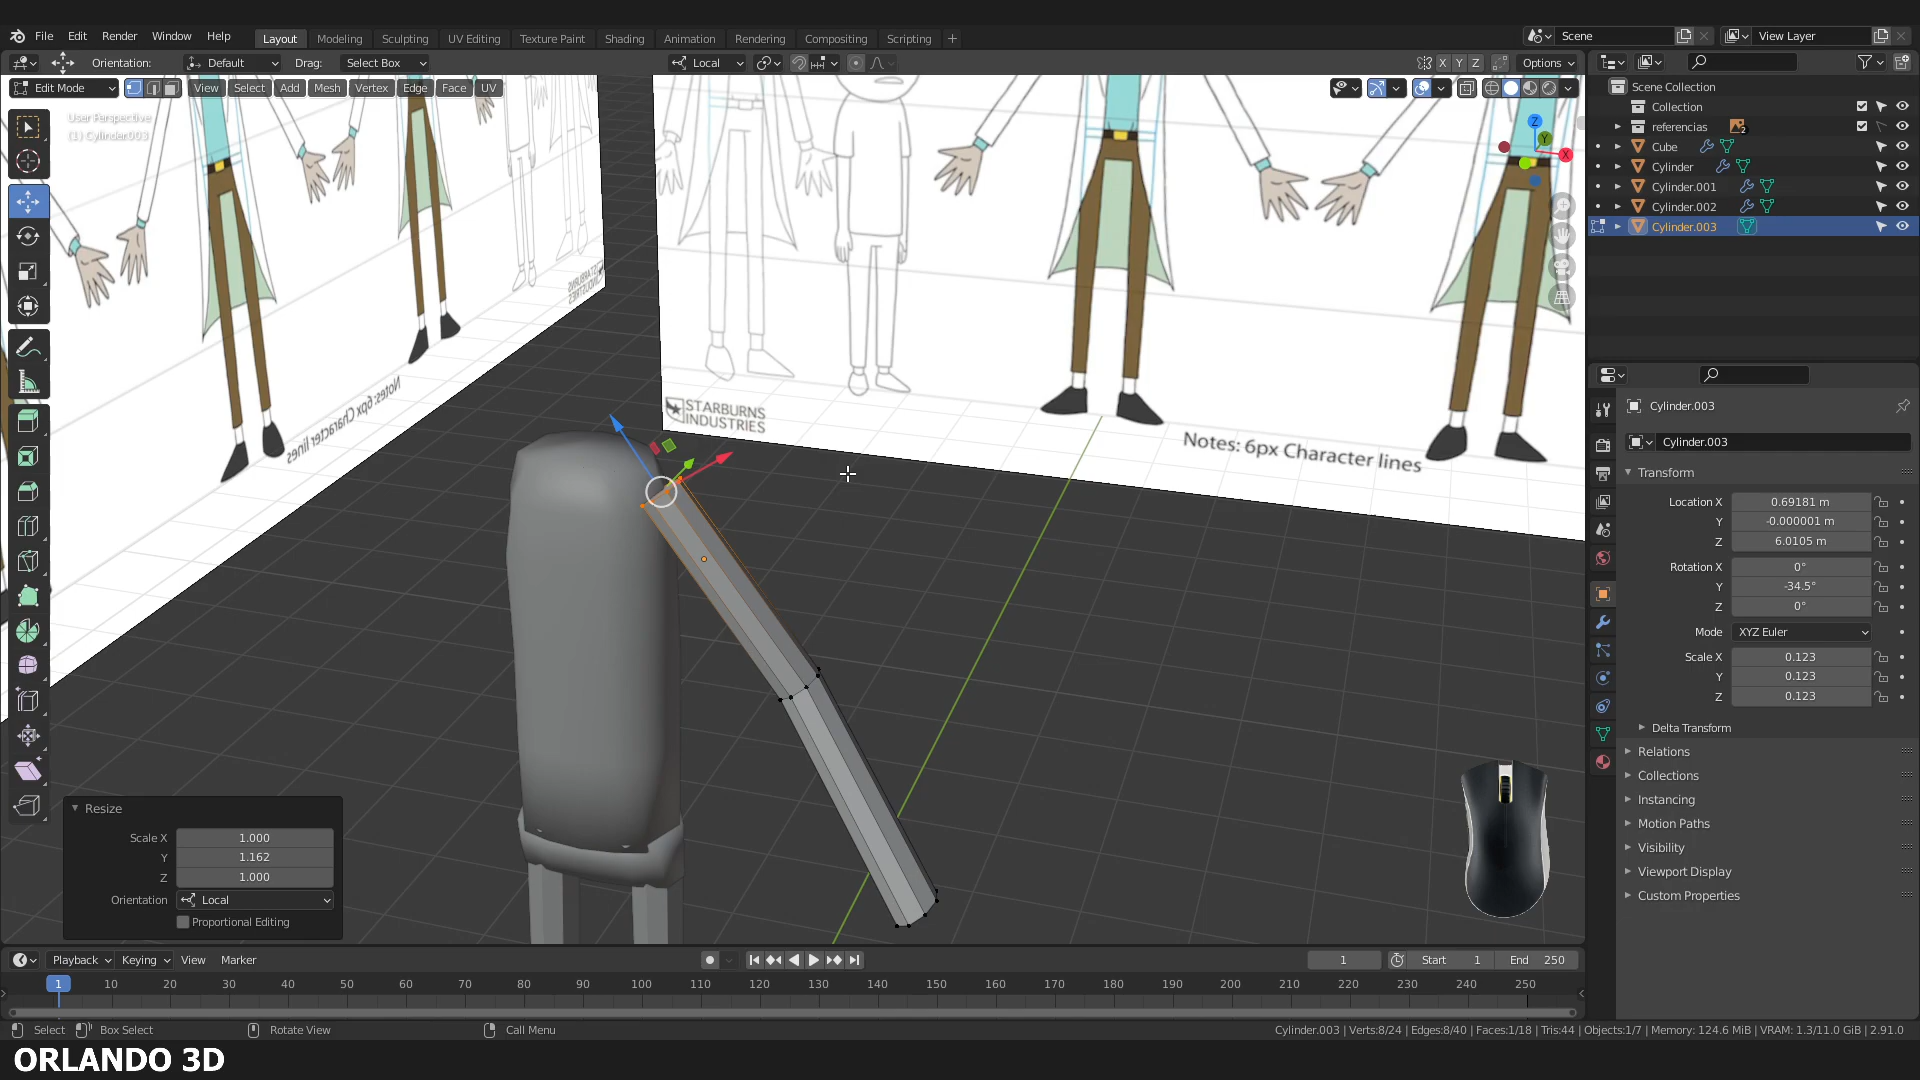 File Edit Render Window Help
Layout Modeling Sculpting UV Editing Texture Paint Shading Animation Rendering Compositing Scripting
Scene
View Layer
Orientation: Default Drag: Select Box
Local
X Y Z Options
Edit Mode View Select Add Mesh Vertex Edge Face UV
User Perspective
(1) Cylinder.003
Z
Y
X
Scene Collection
Collection
referencias 2
Cube
Cylinder
Cylinder.001
Cylinder.002
Cylinder.003
STARBURNS
INDUSTRIES
STARBURNS
INDUSTRIES
Notes: 6px Character lines
Notes: 6px Character lines
Cylinder.003
Cylinder.003
Transform
Location X 0.69181 m
Y -0.000001 m
Z 6.0105 m
Rotation X 0°
Y -34.5°
Z 0°
Mode XYZ Euler
Scale X 0.123
Y 0.123
Z 0.123
Delta Transform
Relations
Collections
Instancing
Motion Paths
Visibility
Viewport Display
Custom Properties
Resize
Scale X 1.000
Y 1.162
Z 1.000
Orientation Local
Proportional Editing
Playback Keying View Marker
1 Start 1 End 250
1 10 20 30 40 50 60 70 80 90 100 110 120 130 140 150 160 170 180 190 200 210 220 230 240 250
Select Box Select Rotate View Call Menu
Cylinder.003 | Verts:8/24 | Edges:8/40 | Faces:1/18 | Tris:44 | Objects:1/7 | Memory: 124.6 MiB | VRAM: 1.3/11.0 GiB | 2.91.0
ORLANDO 3D